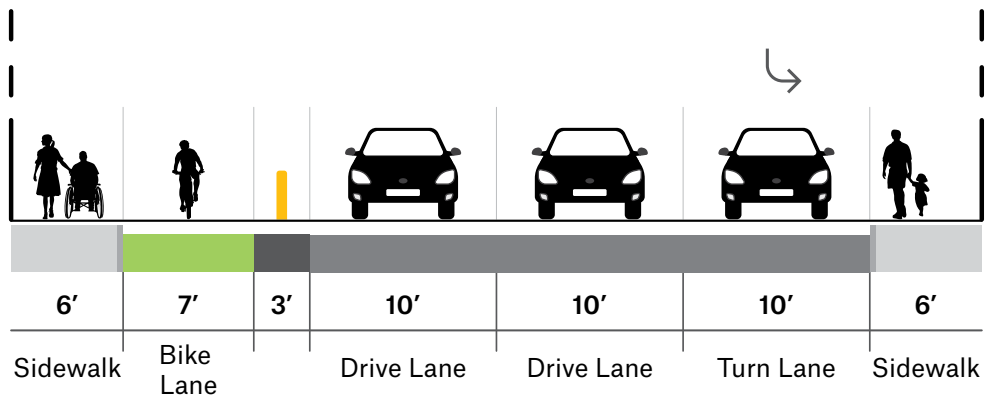 6′ 7′ 3′ 10′ 10′ 10′ 6′
Sidewalk Bike Lane Drive Lane Drive Lane Turn Lane Sidewalk